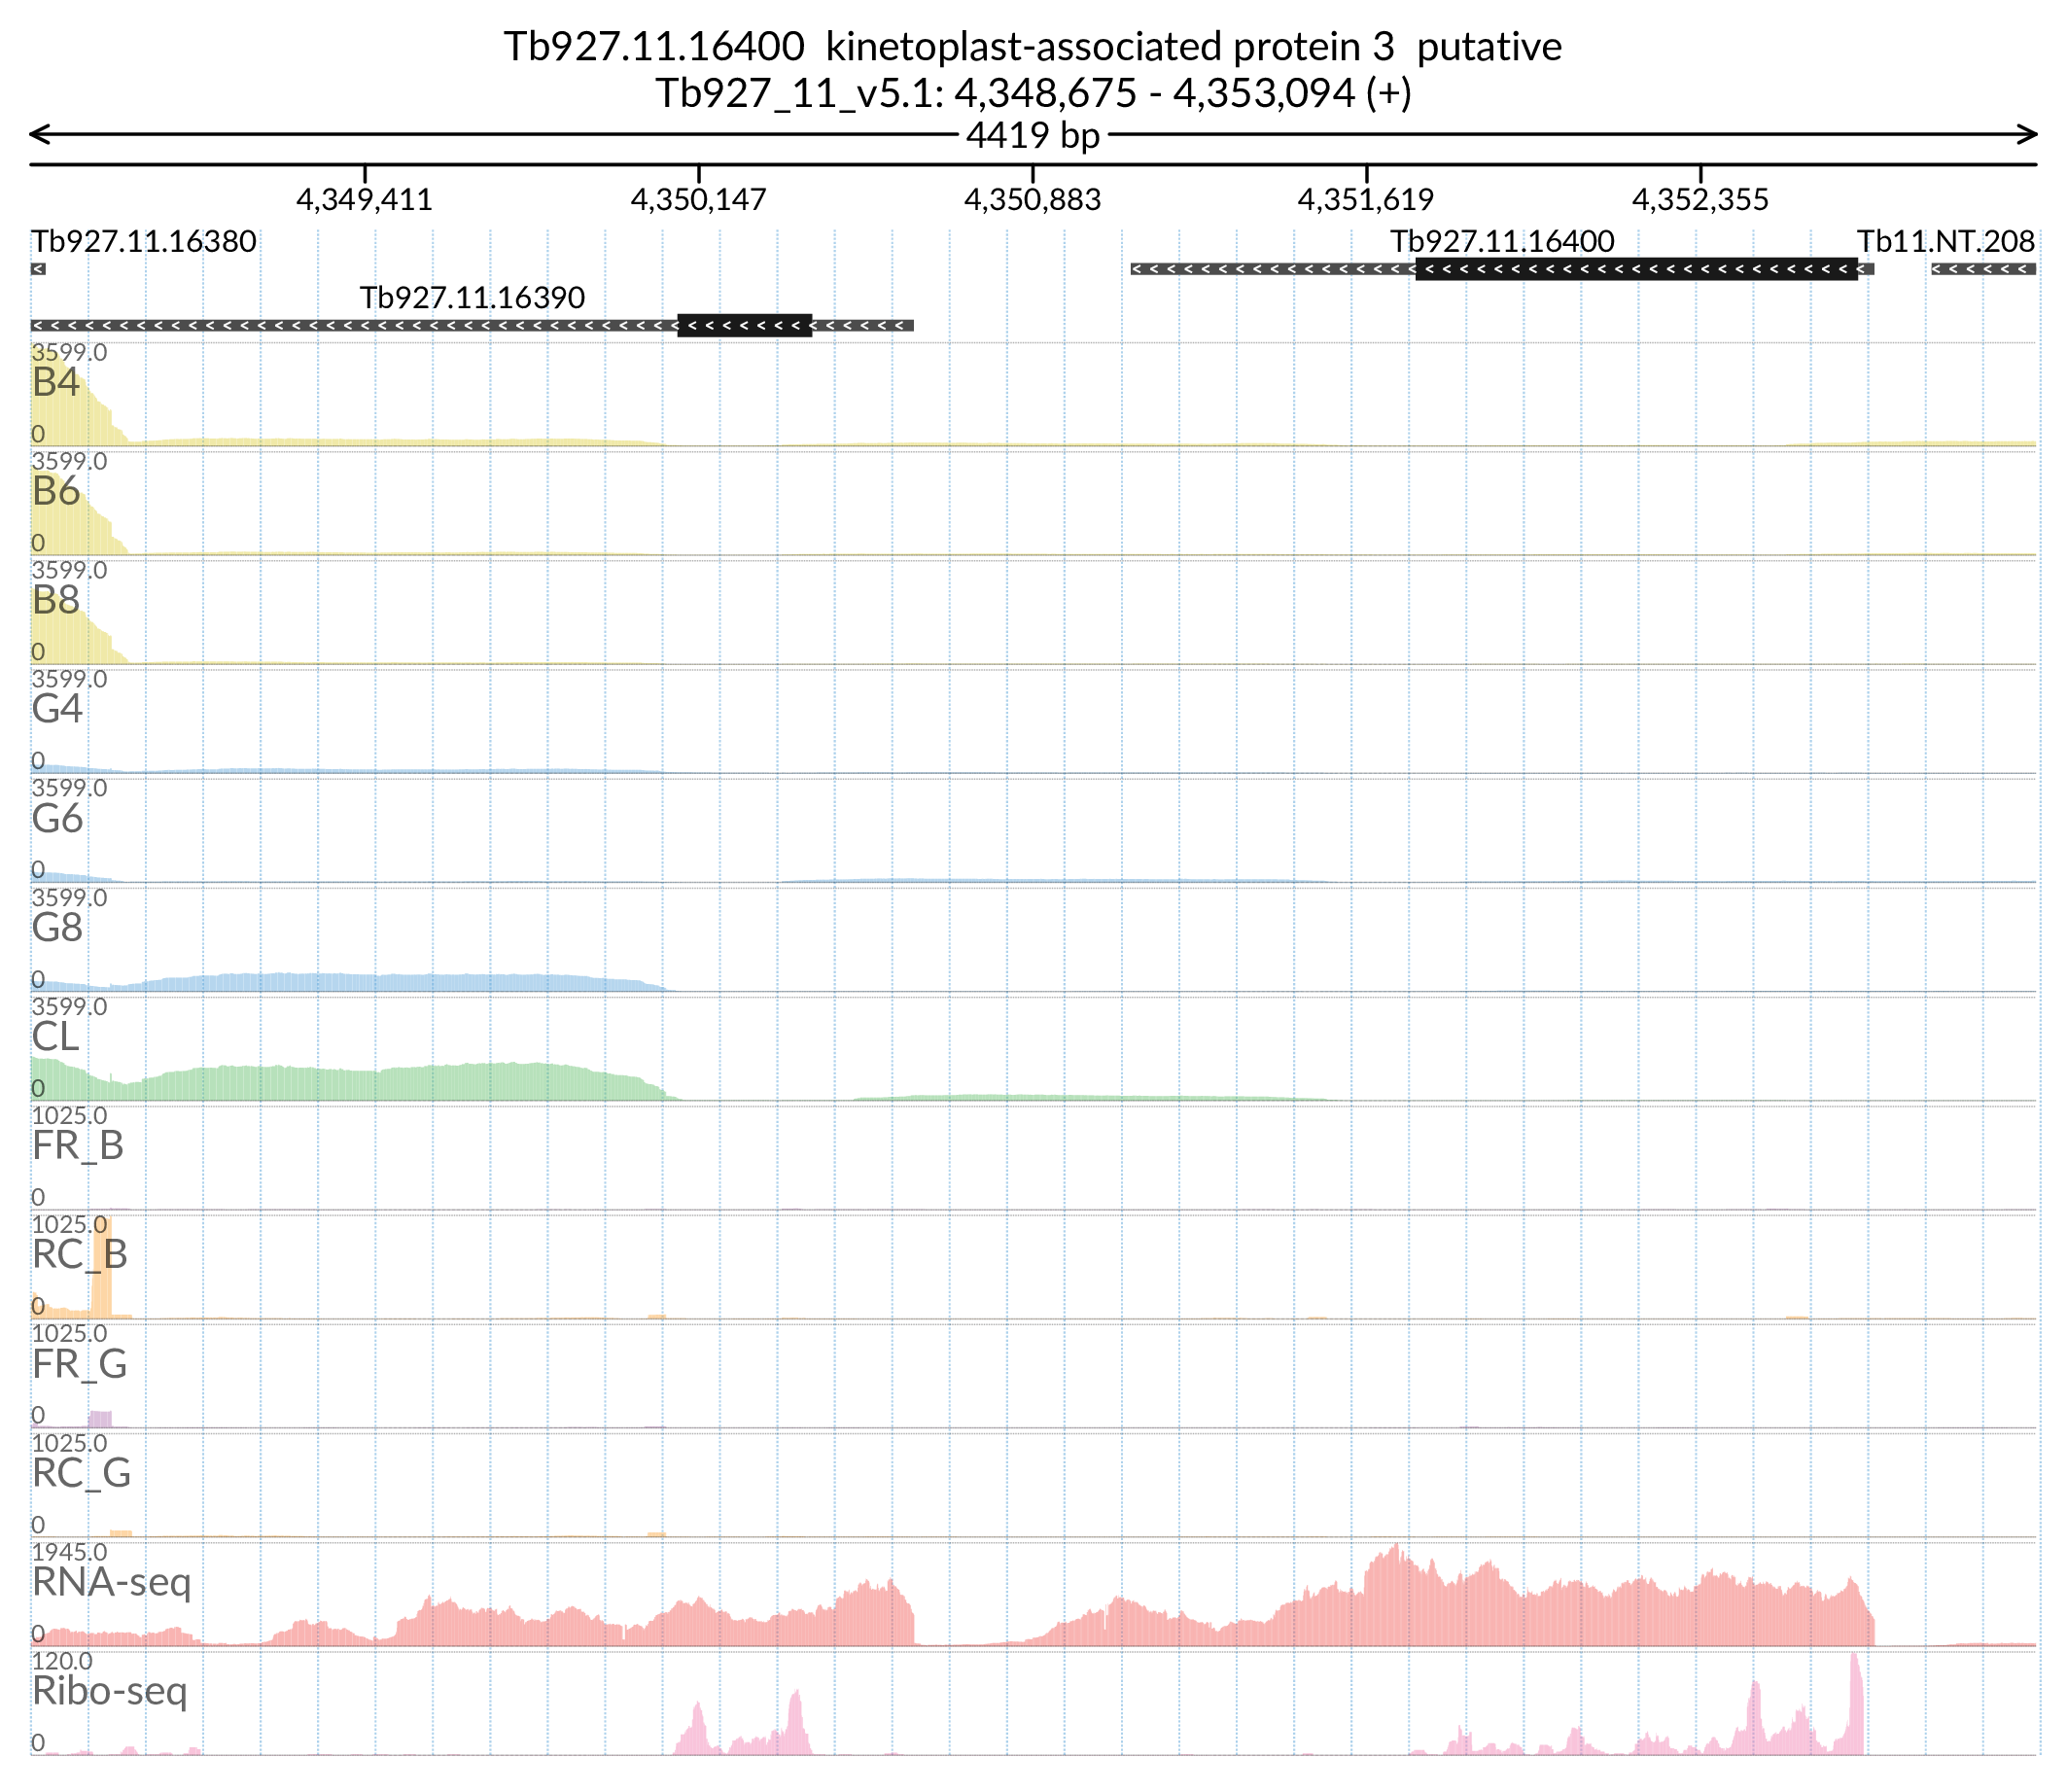 Tb927.11.16400 kinetoplast-associated protein 3 putative
Tb927_11_v5.1: 4,348,675 - 4,353,094 (+)
4419 bp
4,349,411 4,350,147 4,350,883 4,351,619 4,352,355
Tb927.11.16380 Tb927.11.16400 Tb11.NT.208
Tb927.11.16390
3599.0
B4
0
3599.0
B6
0
3599.0
B8
0
3599.0
G4
0
3599.0
G6
0
3599.0
G8
0
3599.0
CL
0
1025.0
FR_B
0
1025.0
RC_B
0
1025.0
FR_G
0
1025.0
RC_G
0
1945.0
RNA-seq
0
120.0
Ribo-seq
0